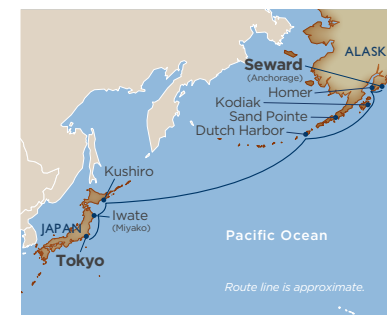 ALASK
Seward
(Anchorage)
Homer
Kodiak
Sand Pointe
Dutch Harbor
Kushiro
Iwate
(Miyako)
JAPAN
Tokyo
Pacific Ocean
Route line is approximate.